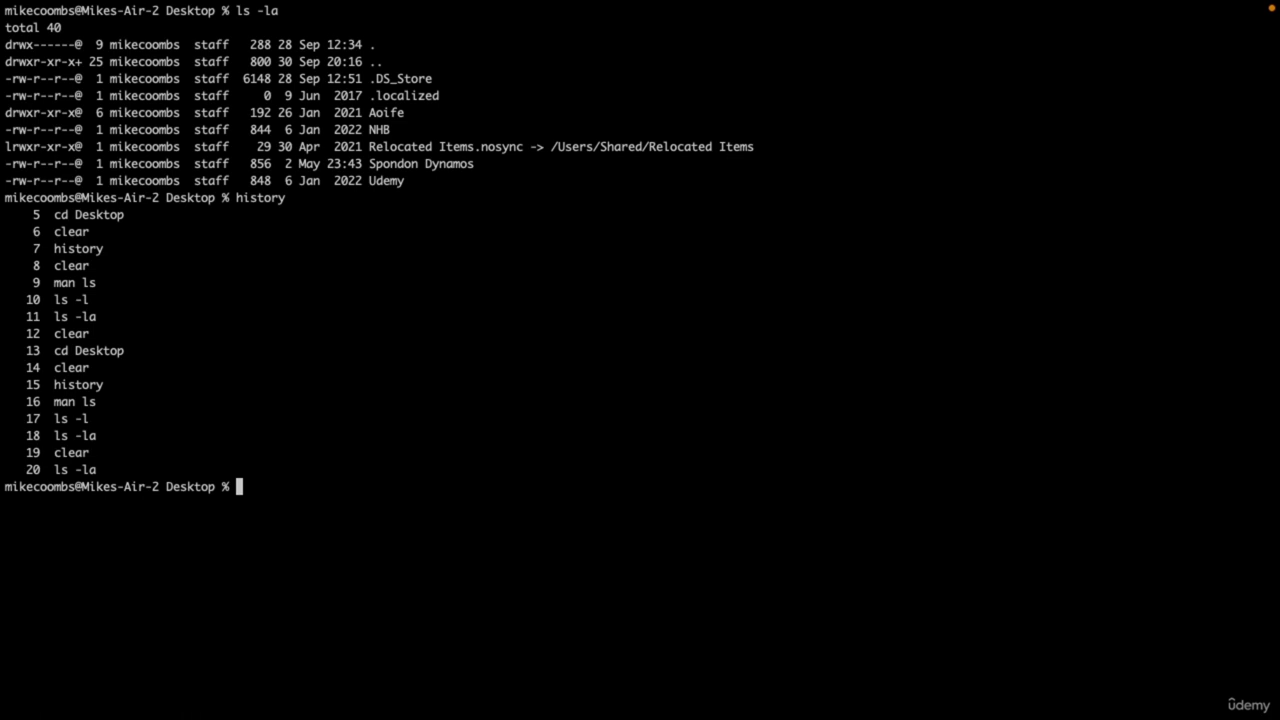 mikecoombs@Mikes-Air-2 Desktop % ls -la
total 40
drwx------@  9 mikecoombs  staff   288 28 Sep 12:34 .
drwxr-xr-x+ 25 mikecoombs  staff   800 30 Sep 20:16 ..
-rw-r--r--@  1 mikecoombs  staff  6148 28 Sep 12:51 .DS_Store
-rw-r--r--@  1 mikecoombs  staff     0  9 Jun  2017 .localized
drwxr-xr-x@  6 mikecoombs  staff   192 26 Jan  2021 Aoife
-rw-r--r--@  1 mikecoombs  staff   844  6 Jan  2022 NHB
lrwxr-xr-x@  1 mikecoombs  staff    29 30 Apr  2021 Relocated Items.nosync -> /Users/Shared/Relocated Items
-rw-r--r--@  1 mikecoombs  staff   856  2 May 23:43 Spondon Dynamos
-rw-r--r--@  1 mikecoombs  staff   848  6 Jan  2022 Udemy
mikecoombs@Mikes-Air-2 Desktop % history
    5  cd Desktop
    6  clear
    7  history
    8  clear
    9  man ls
   10  ls -l
   11  ls -la
   12  clear
   13  cd Desktop
   14  clear
   15  history
   16  man ls
   17  ls -l
   18  ls -la
   19  clear
   20  ls -la
mikecoombs@Mikes-Air-2 Desktop %
ûdemy